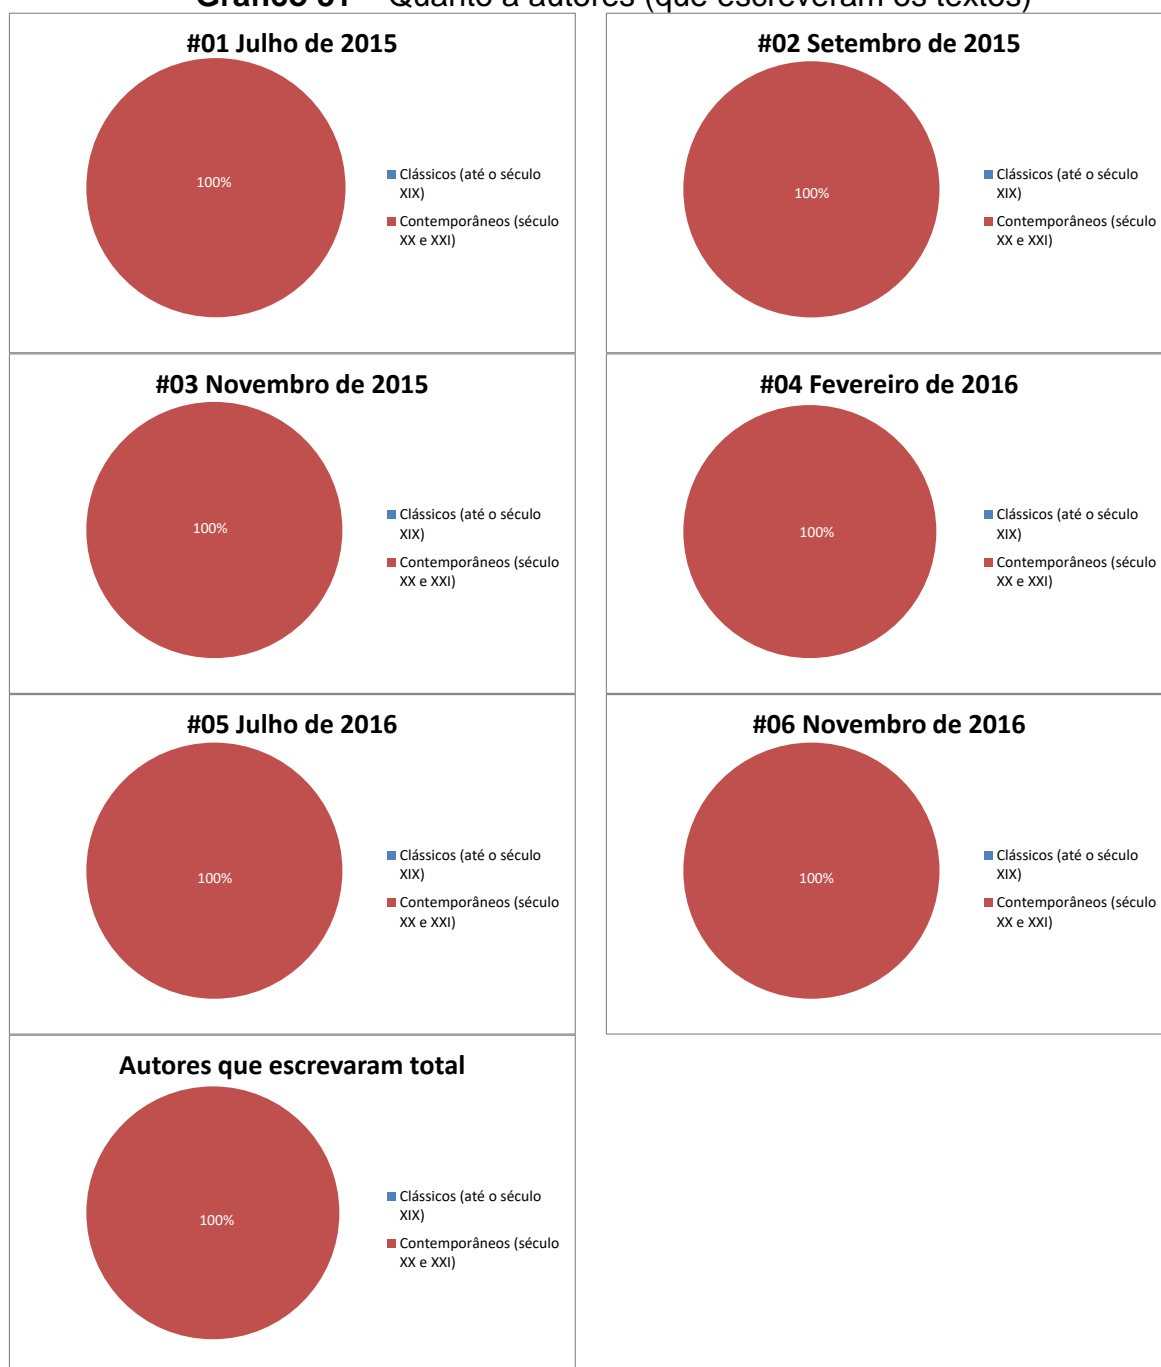 Quanto a autores (que escreveram os textos)
#01 Julho de 2015
100%
Clássicos (até o século
XIX)
Contemporâneos (século
XX e XXI)
#02 Setembro de 2015
100%
Clássicos (até o século
XIX)
Contemporâneos (século
XX e XXI)
#03 Novembro de 2015
100%
Clássicos (até o século
XIX)
Contemporâneos (século
XX e XXI)
#04 Fevereiro de 2016
100%
Clássicos (até o século
XIX)
Contemporâneos (século
XX e XXI)
#05 Julho de 2016
100%
Clássicos (até o século
XIX)
Contemporâneos (século
XX e XXI)
#06 Novembro de 2016
100%
Clássicos (até o século
XIX)
Contemporâneos (século
XX e XXI)
Autores que escrevaram total
100%
Clássicos (até o século
XIX)
Contemporâneos (século
XX e XXI)